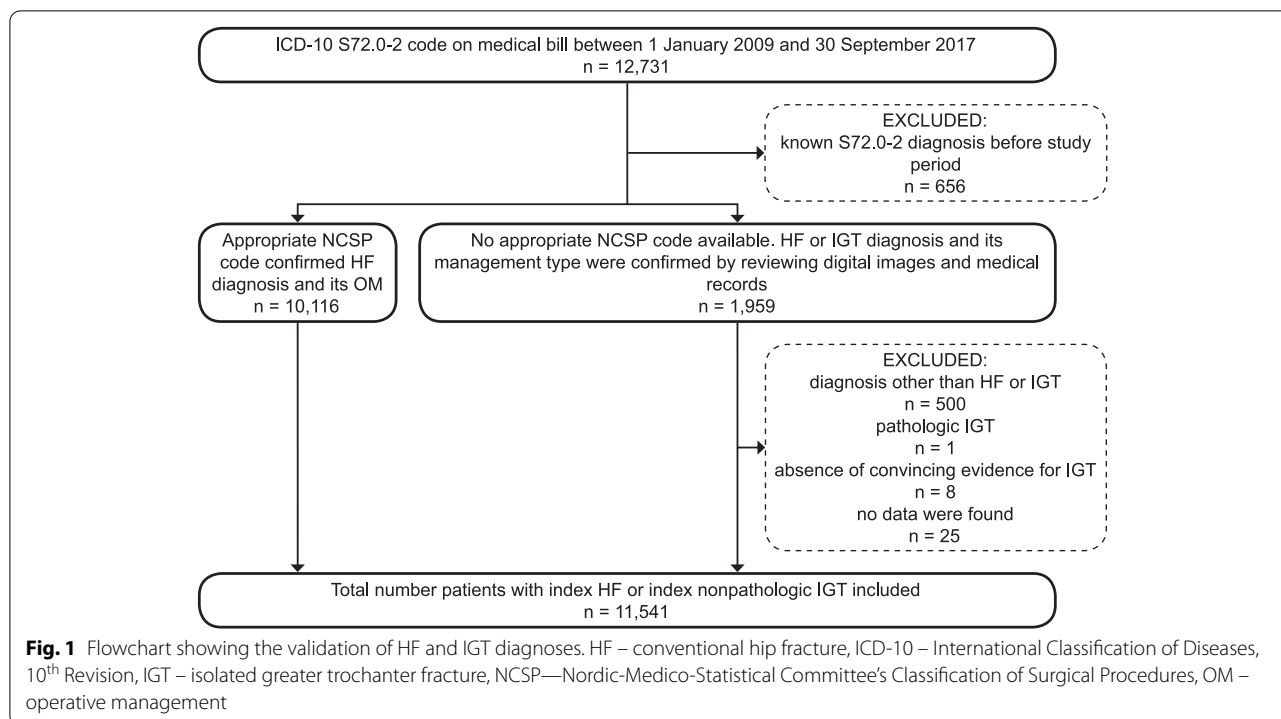 ICD-10 S72.0-2 code on medical bill between 1 January 2009 and 30 September 2017
n = 12,731
EXCLUDED:
known S72.0-2 diagnosis before study
period
n = 656
Appropriate NCSP
code confirmed HF
diagnosis and its OM
n = 10,116
No appropriate NCSP code available. HF or IGT diagnosis and its
management type were confirmed by reviewing digital images and medical
records
n = 1,959
EXCLUDED:
diagnosis other than HF or IGT
n = 500
pathologic IGT
n = 1
absence of convincing evidence for IGT
n = 8
no data were found
n = 25
Total number patients with index HF or index nonpathologic IGT included
n = 11,541
Fig. 1 Flowchart showing the validation of HF and IGT diagnoses. HF – conventional hip fracture, ICD-10 – International Classification of Diseases,
10th Revision, IGT – isolated greater trochanter fracture, NCSP—Nordic-Medico-Statistical Committee's Classification of Surgical Procedures, OM –
operative management